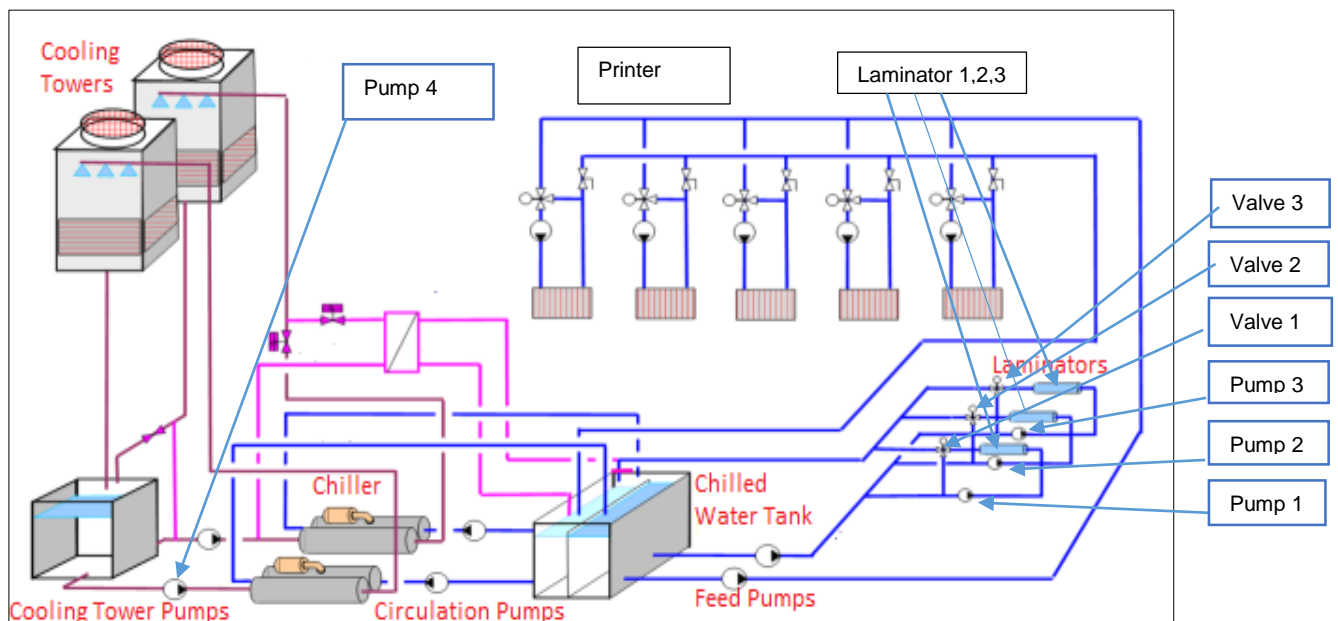 Cooling
Towers
Pump 4
Printer
Laminator 1,2,3
Valve 3
Valve 2
Valve 1
Laminators
Pump 3
Pump 2
Pump 1
Chiller
Chilled
Water Tank
Cooling Tower Pumps
Circulation Pumps
Feed Pumps